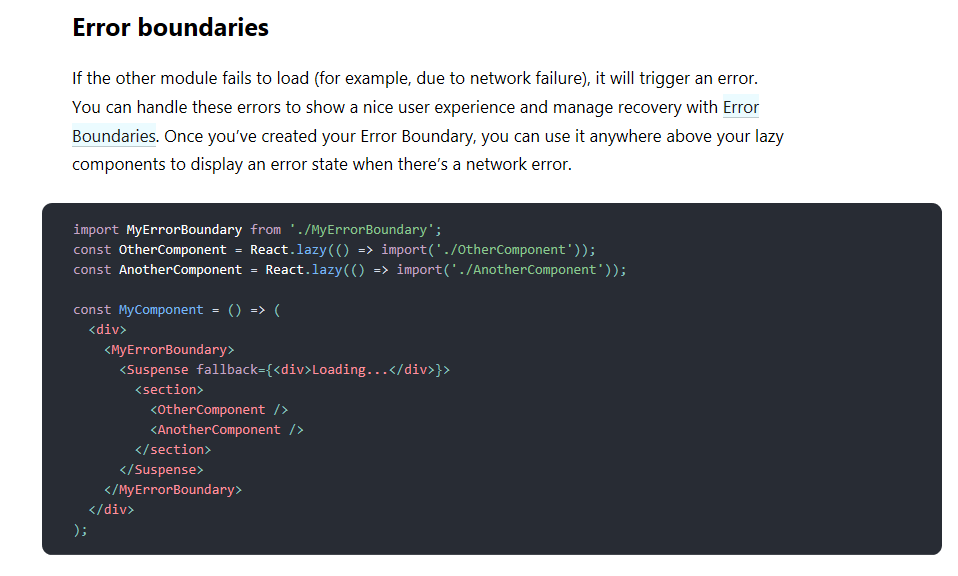 Error boundaries
If the other module fails to load (for example, due to network failure), it will trigger an error.
You can handle these errors to show a nice user experience and manage recovery with Error
Boundaries. Once you’ve created your Error Boundary, you can use it anywhere above your lazy
components to display an error state when there’s a network error.
import MyErrorBoundary from './MyErrorBoundary';
const OtherComponent = React.lazy(() => import('./OtherComponent'));
const AnotherComponent = React.lazy(() => import('./AnotherComponent'));

const MyComponent = () => (
  <div>
    <MyErrorBoundary>
      <Suspense fallback={<div>Loading...</div>}>
        <section>
          <OtherComponent />
          <AnotherComponent />
        </section>
      </Suspense>
    </MyErrorBoundary>
  </div>
);